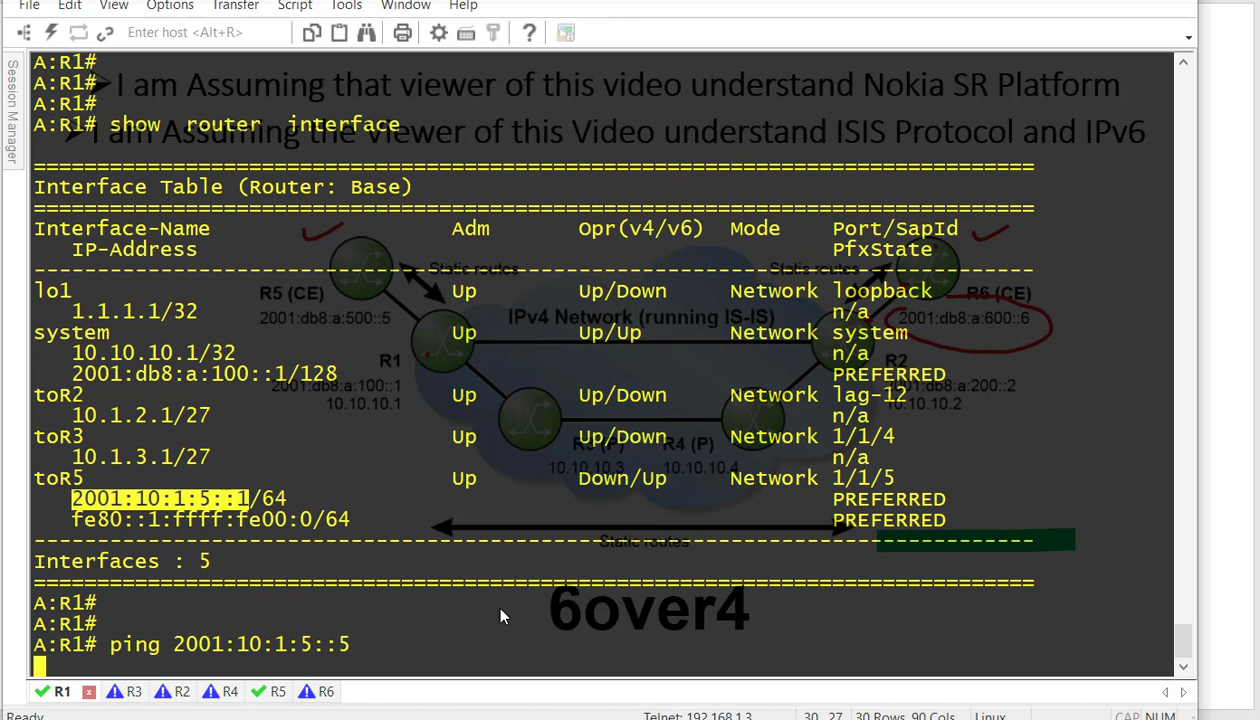 File Edit View Options Transfer Script Tools Window Help
Enter host <Alt+R>
Session Manager
A:R1#
➢ I am Assuming that viewer of this video understand Nokia SR Platform
A:R1#
A:R1#
A:R1# show router interface
➢ I am Assuming the viewer of this Video understand ISIS Protocol and IPv6
===============================================================================
Interface Table (Router: Base)
===============================================================================
Interface-Name Adm Opr(v4/v6) Mode Port/SapId
IP-Address PfxState
-------------------------------------------------------------------------------
Static routes Static routes
lo1 Up Up/Down Network loopback
R5 (CE) R6 (CE)
1.1.1.1/32 n/a
2001:db8:a:500::5 IPv4 Network (running IS-IS) 2001:db8:a:600::6
system Up Up/Up Network system
10.10.10.1/32 n/a
R1 R2
2001:db8:a:100::1/128 PREFERRED
2001:db8:a:100::1 2001:db8:a:200::2
toR2 Up Up/Down Network lag-12
10.10.10.1 10.10.10.2
10.1.2.1/27 n/a
toR3 Up Up/Down Network 1/1/4
R3 (P) R4 (P)
10.1.3.1/27 n/a
10.10.10.3 10.10.10.4
toR5 Up Down/Up Network 1/1/5
2001:10:1:5::1/64 PREFERRED
fe80::1:ffff:fe00:0/64 PREFERRED
-------------------------------------------------------------------------------
Static routes
Interfaces : 5
===============================================================================
A:R1#
6over4
A:R1#
A:R1# ping 2001:10:1:5::5
R1 R3 R2 R4 R5 R6
Ready Telnet: 192.168.1.3 30, 27 30 Rows, 90 Cols Linux CAP NUM